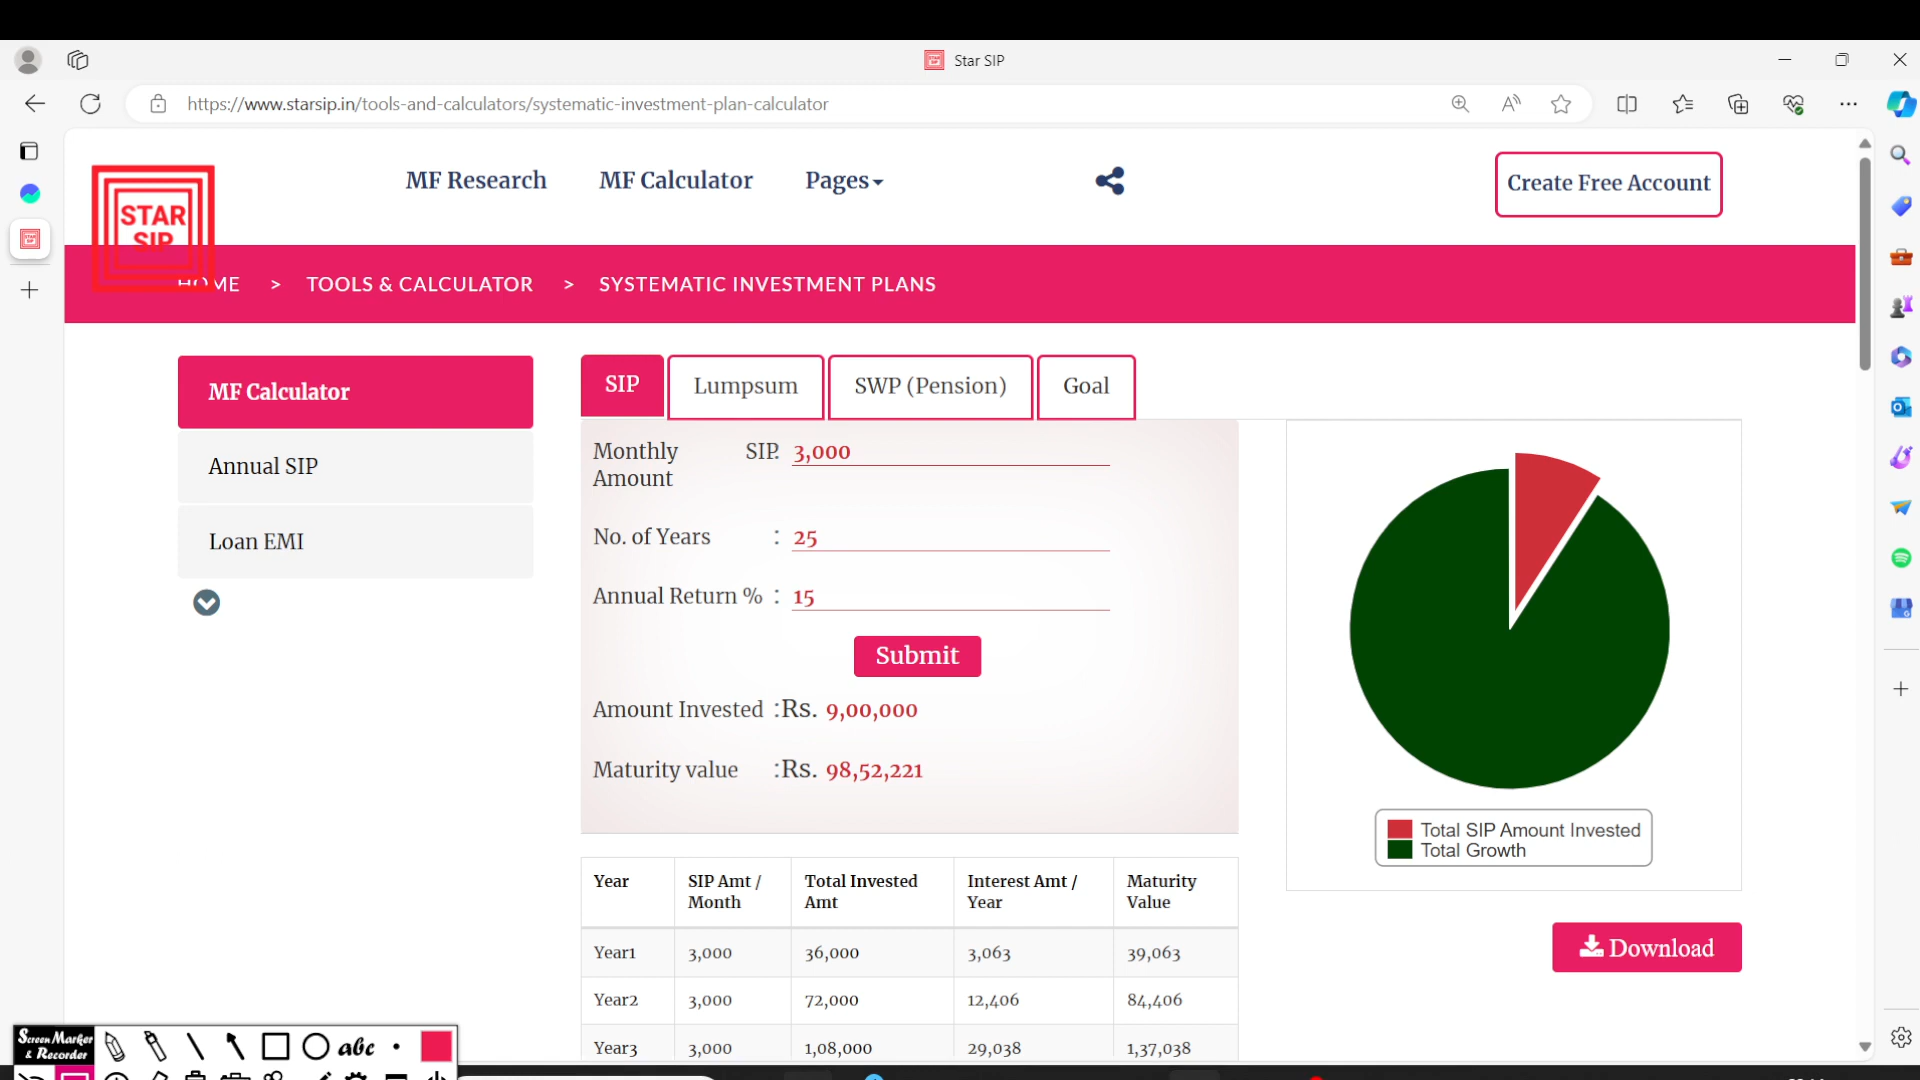 Star SIP
https://www.starsip.in/tools-and-calculators/systematic-investment-plan-calculator
STAR
SIP
MF Research MF Calculator Pages
Create Free Account
HOME > TOOLS & CALCULATOR > SYSTEMATIC INVESTMENT PLANS
MF Calculator
Annual SIP
Loan EMI
SIP Lumpsum SWP (Pension) Goal
Monthly SIP : 3,000
Amount
No. of Years : 25
Annual Return % : 15
Submit
Amount Invested :Rs. 9,00,000
Maturity value :Rs. 98,52,221
Total SIP Amount Invested
Total Growth
Download
Year SIP Amt / Total Invested Interest Amt / Maturity
Month Amt Year Value
Year1 3,000 36,000 3,063 39,063
Year2 3,000 72,000 12,406 84,406
Year3 3,000 1,08,000 29,038 1,37,038
Screen Marker
& Recorder
abc